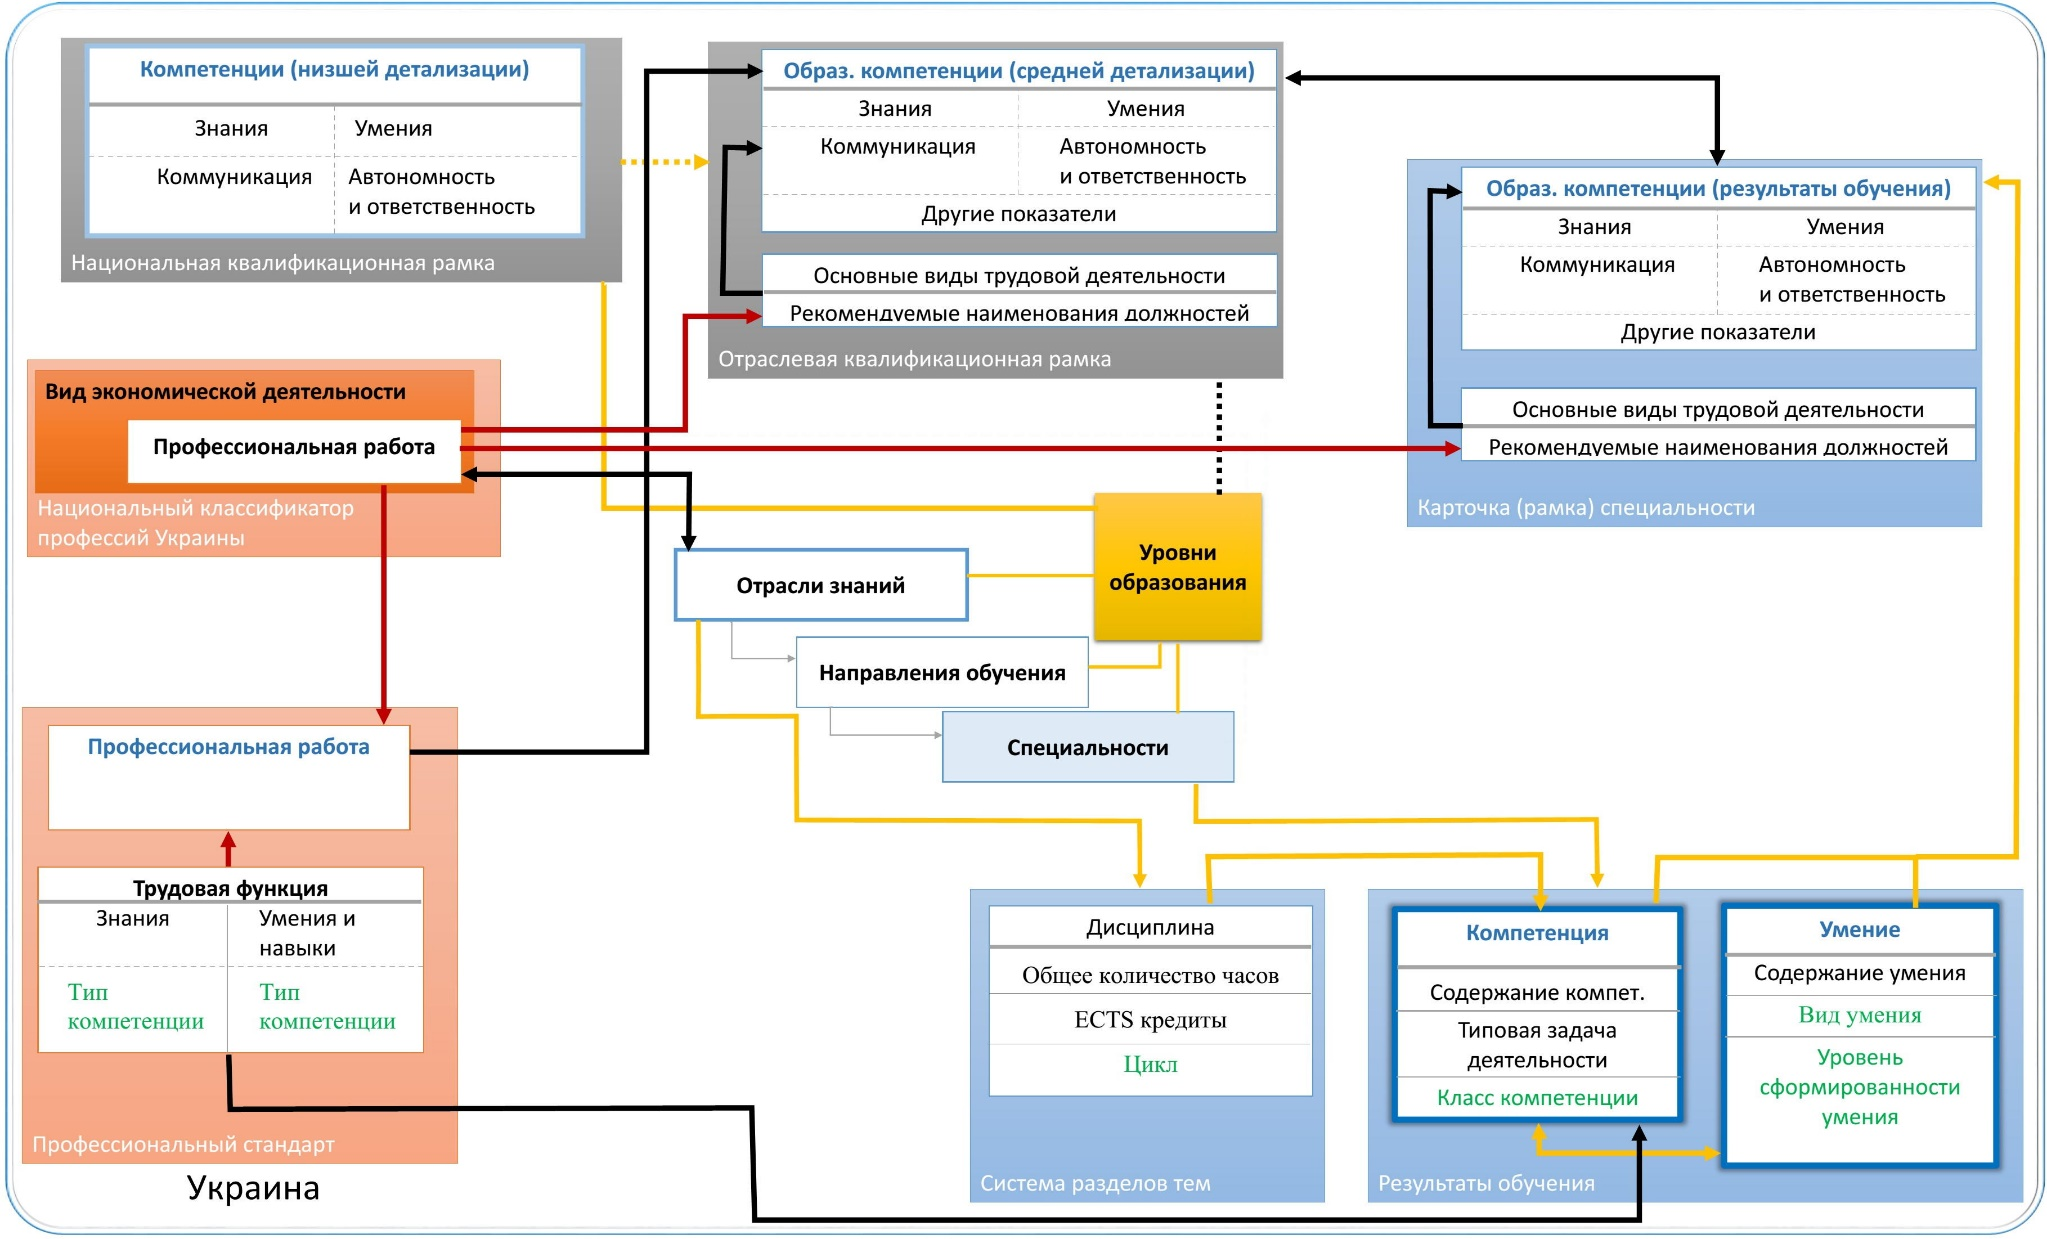 Компетенции (низшей детализации)
Знания
Умения
Коммуникация
Автономность
и ответственность
Национальная квалификационная рамка
Образ. компетенции (средней детализации)
Знания
Умения
Коммуникация
Автономность
и ответственность
Другие показатели
Основные виды трудовой деятельности
Рекомендуемые наименования должностей
Отраслевая квалификационная рамка
Образ. компетенции (результаты обучения)
Знания
Умения
Коммуникация
Автономность
и ответственность
Другие показатели
Основные виды трудовой деятельности
Рекомендуемые наименования должностей
Карточка (рамка) специальности
Вид экономической деятельности
Профессиональная работа
Национальный классификатор
профессий Украины
Уровни
образования
Отрасли знаний
Направления обучения
Специальности
Профессиональная работа
Трудовая функция
Знания
Умения и
навыки
Тип
компетенции
Тип
компетенции
Профессиональный стандарт
Украина
Дисциплина
Общее количество часов
ECTS кредиты
Цикл
Система разделов тем
Компетенция
Содержание компет.
Типовая задача
деятельности
Класс компетенции
Умение
Содержание умения
Вид умения
Уровень
сформированности
умения
Результаты обучения